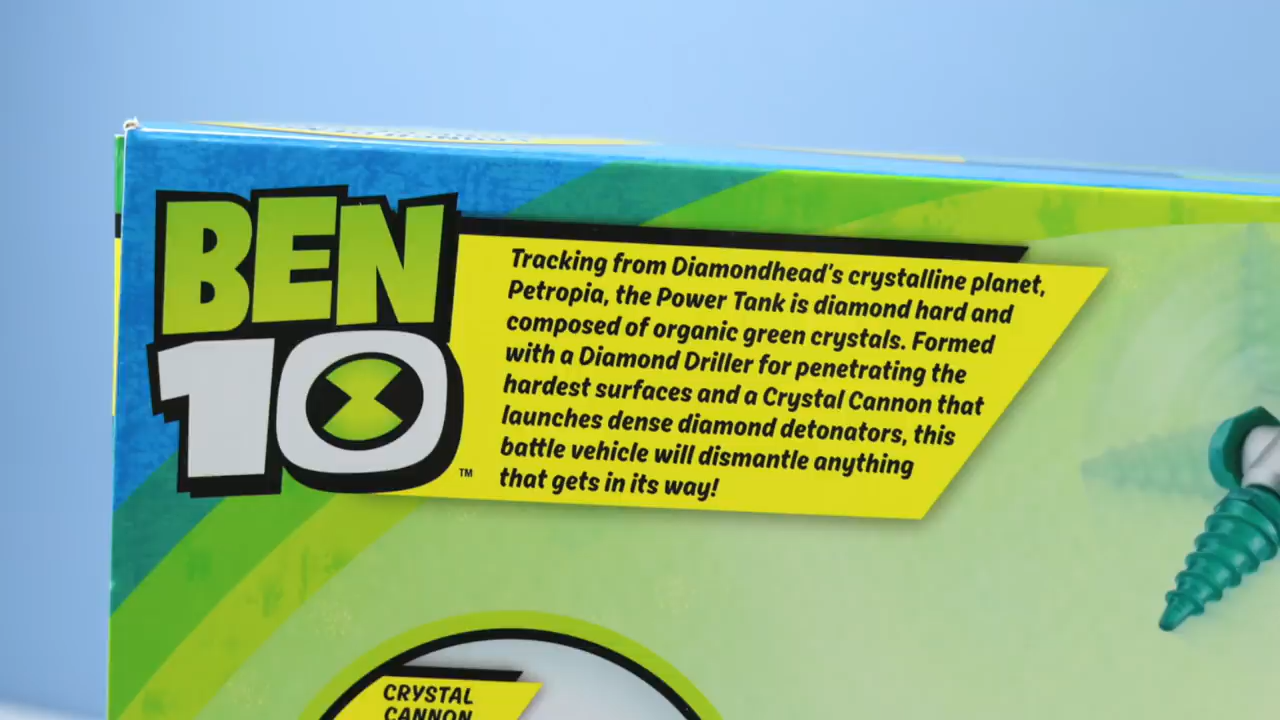 BEN
10
™
Tracking from Diamondhead's crystalline planet,
Petropia, the Power Tank is diamond hard and
composed of organic green crystals. Formed
with a Diamond Driller for penetrating the
hardest surfaces and a Crystal Cannon that
launches dense diamond detonators, this
battle vehicle will dismantle anything
that gets in its way!
CRYSTAL
CANNON